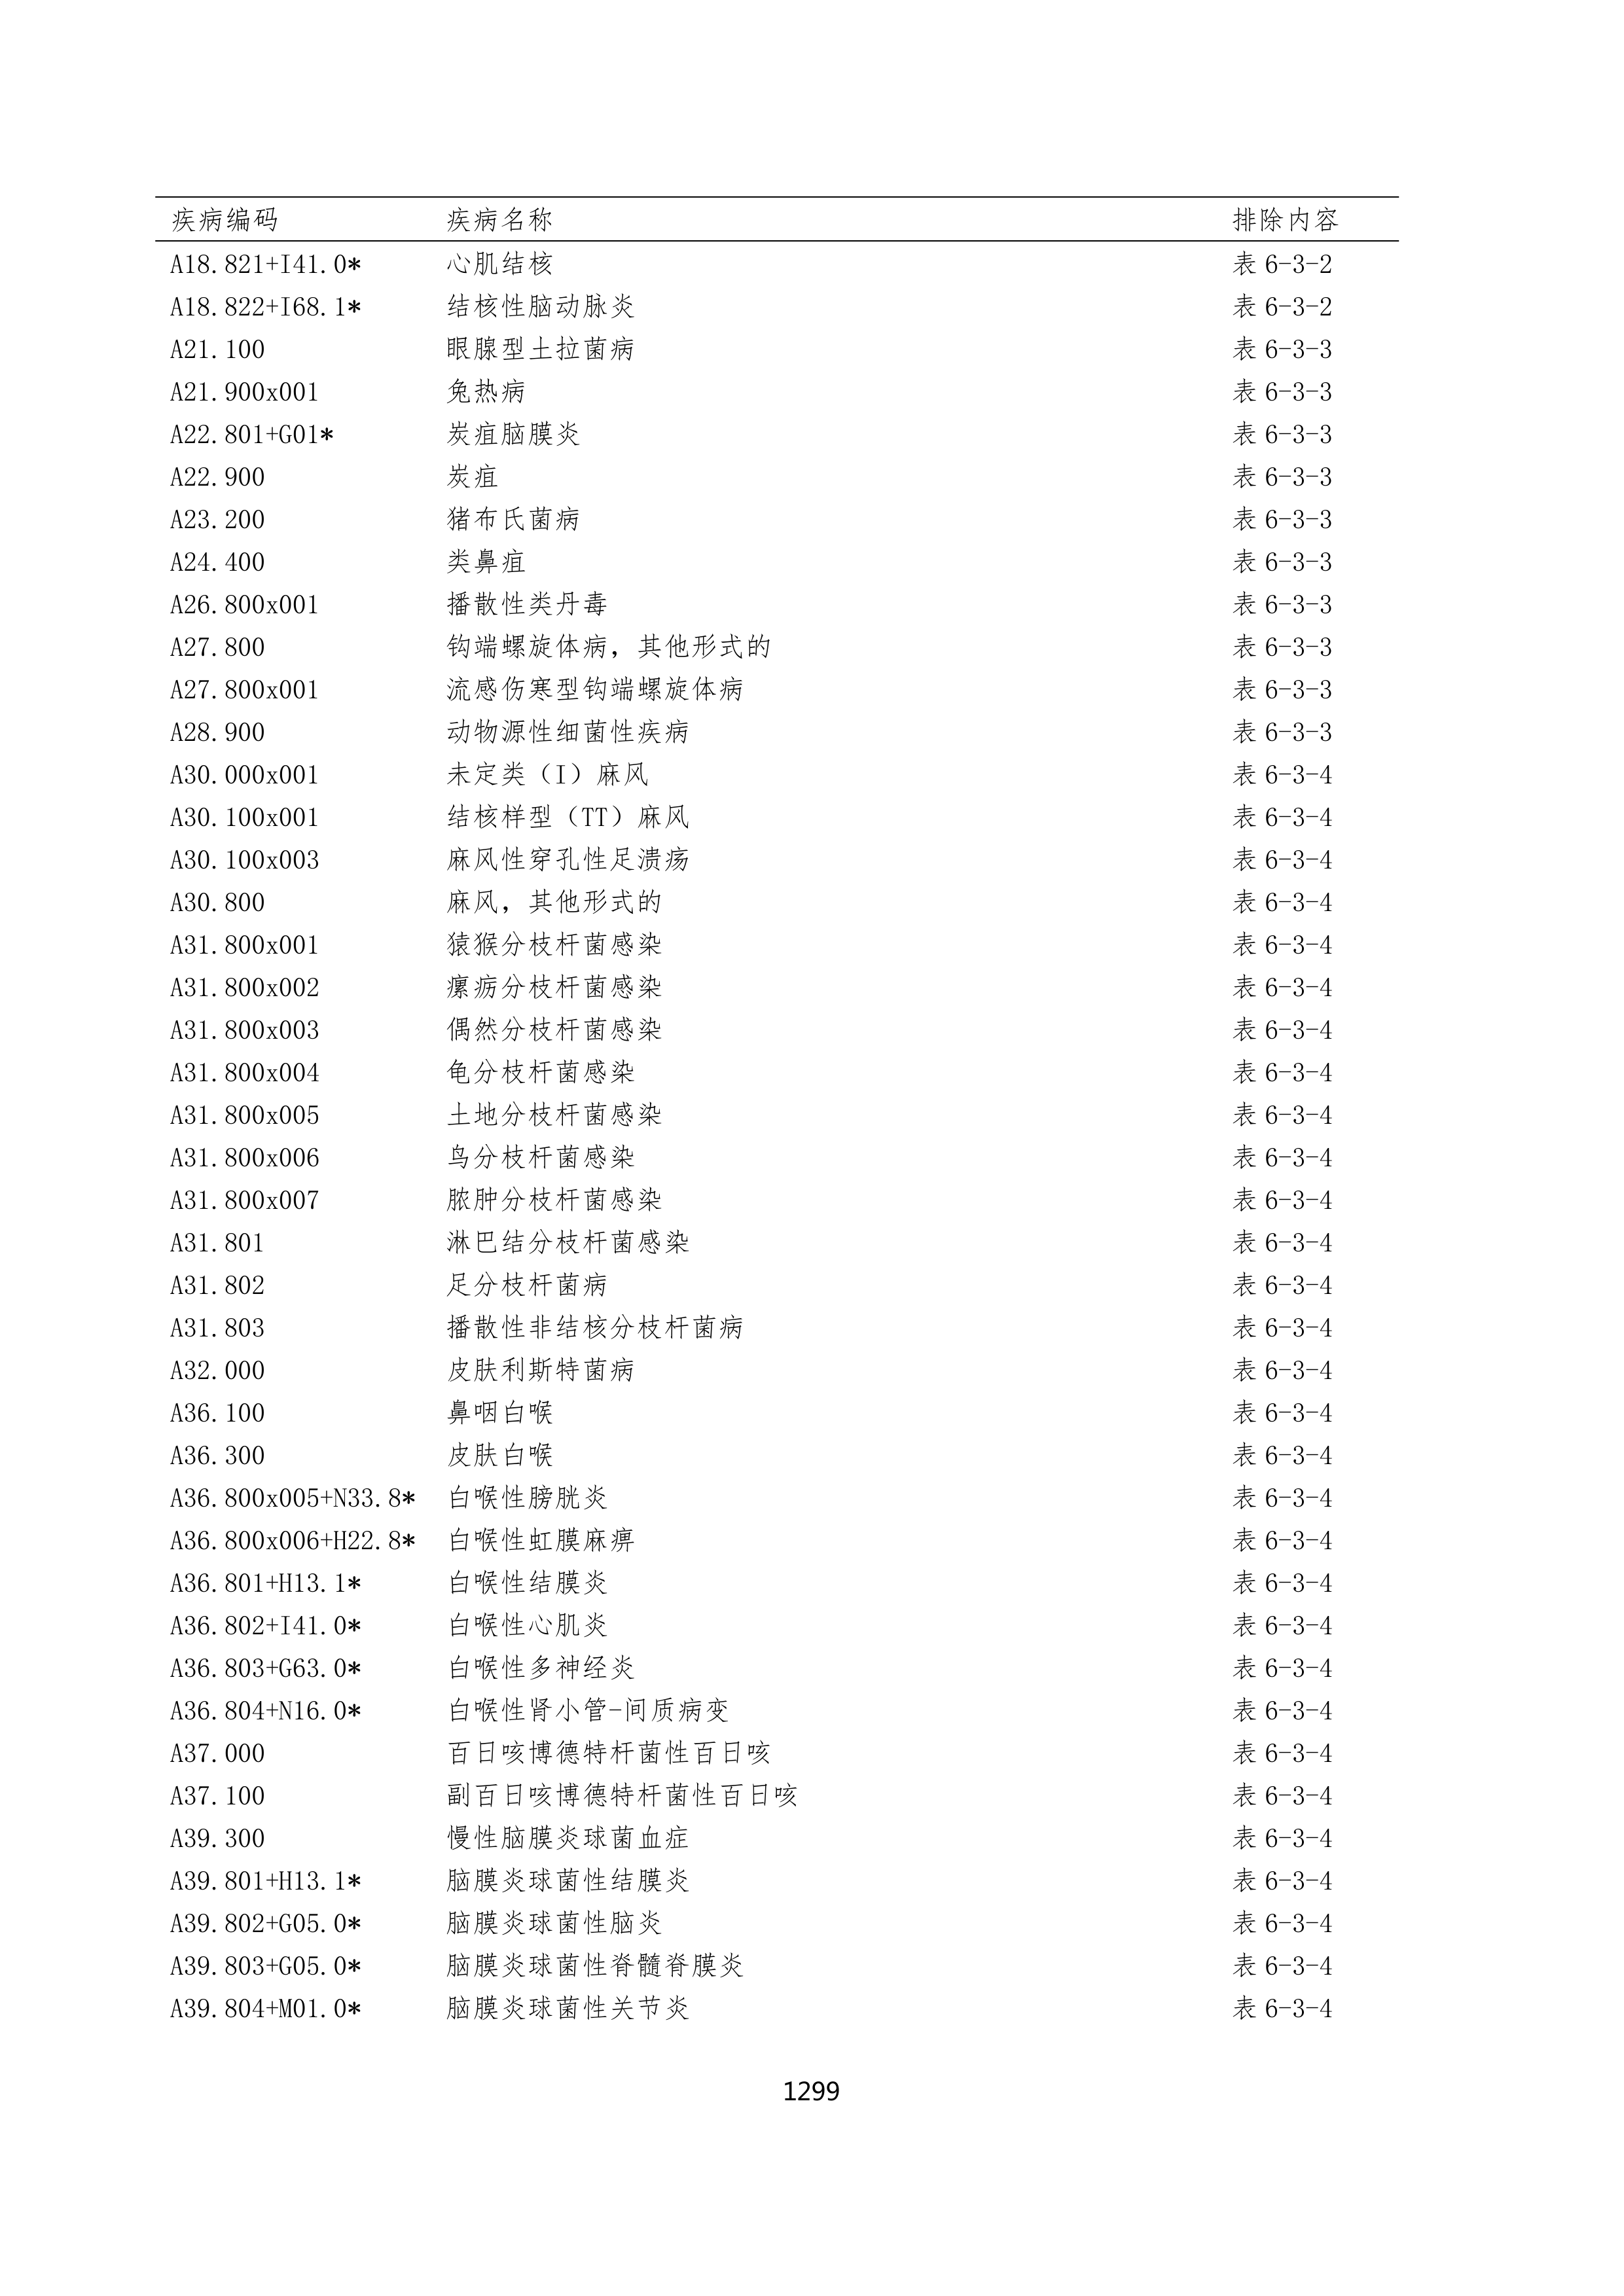 疾病编码 疾病名称 排除内容
A18.821+I41.0* 心肌结核 表 6-3-2
A18.822+I68.1* 结核性脑动脉炎 表 6-3-2
A21.100 眼腺型土拉菌病 表 6-3-3
A21.900x001 兔热病 表 6-3-3
A22.801+G01* 炭疽脑膜炎 表 6-3-3
A22.900 炭疽 表 6-3-3
A23.200 猪布氏菌病 表 6-3-3
A24.400 类鼻疽 表 6-3-3
A26.800x001 播散性类丹毒 表 6-3-3
A27.800 钩端螺旋体病，其他形式的 表 6-3-3
A27.800x001 流感伤寒型钩端螺旋体病 表 6-3-3
A28.900 动物源性细菌性疾病 表 6-3-3
A30.000x001 未定类（I）麻风 表 6-3-4
A30.100x001 结核样型（TT）麻风 表 6-3-4
A30.100x003 麻风性穿孔性足溃疡 表 6-3-4
A30.800 麻风，其他形式的 表 6-3-4
A31.800x001 猿猴分枝杆菌感染 表 6-3-4
A31.800x002 瘰疬分枝杆菌感染 表 6-3-4
A31.800x003 偶然分枝杆菌感染 表 6-3-4
A31.800x004 龟分枝杆菌感染 表 6-3-4
A31.800x005 土地分枝杆菌感染 表 6-3-4
A31.800x006 鸟分枝杆菌感染 表 6-3-4
A31.800x007 脓肿分枝杆菌感染 表 6-3-4
A31.801 淋巴结分枝杆菌感染 表 6-3-4
A31.802 足分枝杆菌病 表 6-3-4
A31.803 播散性非结核分枝杆菌病 表 6-3-4
A32.000 皮肤利斯特菌病 表 6-3-4
A36.100 鼻咽白喉 表 6-3-4
A36.300 皮肤白喉 表 6-3-4
A36.800x005+N33.8* 白喉性膀胱炎 表 6-3-4
A36.800x006+H22.8* 白喉性虹膜麻痹 表 6-3-4
A36.801+H13.1* 白喉性结膜炎 表 6-3-4
A36.802+I41.0* 白喉性心肌炎 表 6-3-4
A36.803+G63.0* 白喉性多神经炎 表 6-3-4
A36.804+N16.0* 白喉性肾小管-间质病变 表 6-3-4
A37.000 百日咳博德特杆菌性百日咳 表 6-3-4
A37.100 副百日咳博德特杆菌性百日咳 表 6-3-4
A39.300 慢性脑膜炎球菌血症 表 6-3-4
A39.801+H13.1* 脑膜炎球菌性结膜炎 表 6-3-4
A39.802+G05.0* 脑膜炎球菌性脑炎 表 6-3-4
A39.803+G05.0* 脑膜炎球菌性脊髓脊膜炎 表 6-3-4
A39.804+M01.0* 脑膜炎球菌性关节炎 表 6-3-4
1299